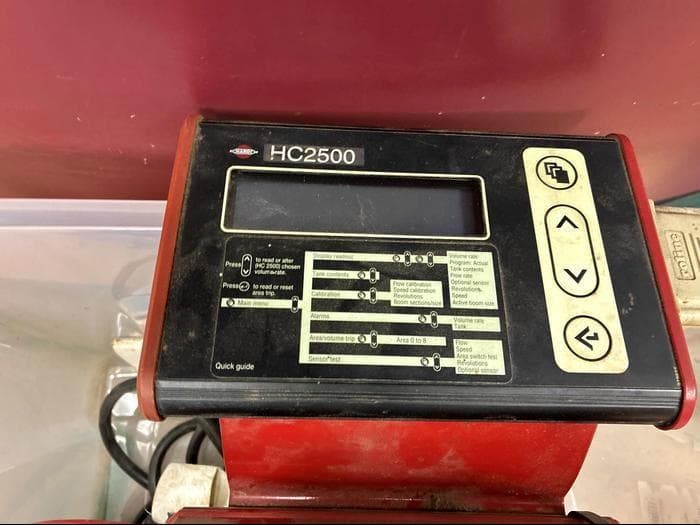 HARDI
HC2500
Press to read or alter
(HC 2500) chosen
volumerate.
Press to read or reset
area trip.
Main menu
Quick guide
Display readout
Volume rate
Program: Actual
Tank contents
Flow rate
Optional sensor
Revolutions
Speed
Active boom size
Tank contents
Calibration
Flow calibration
Speed calibration
Revolutions
Boom sections/size
Alarms
Volume rate
Tank
Area/volume trip
Area 0 to 8
Sensor test
Flow
Speed
Area switch test
Revolutions
Optional sensor